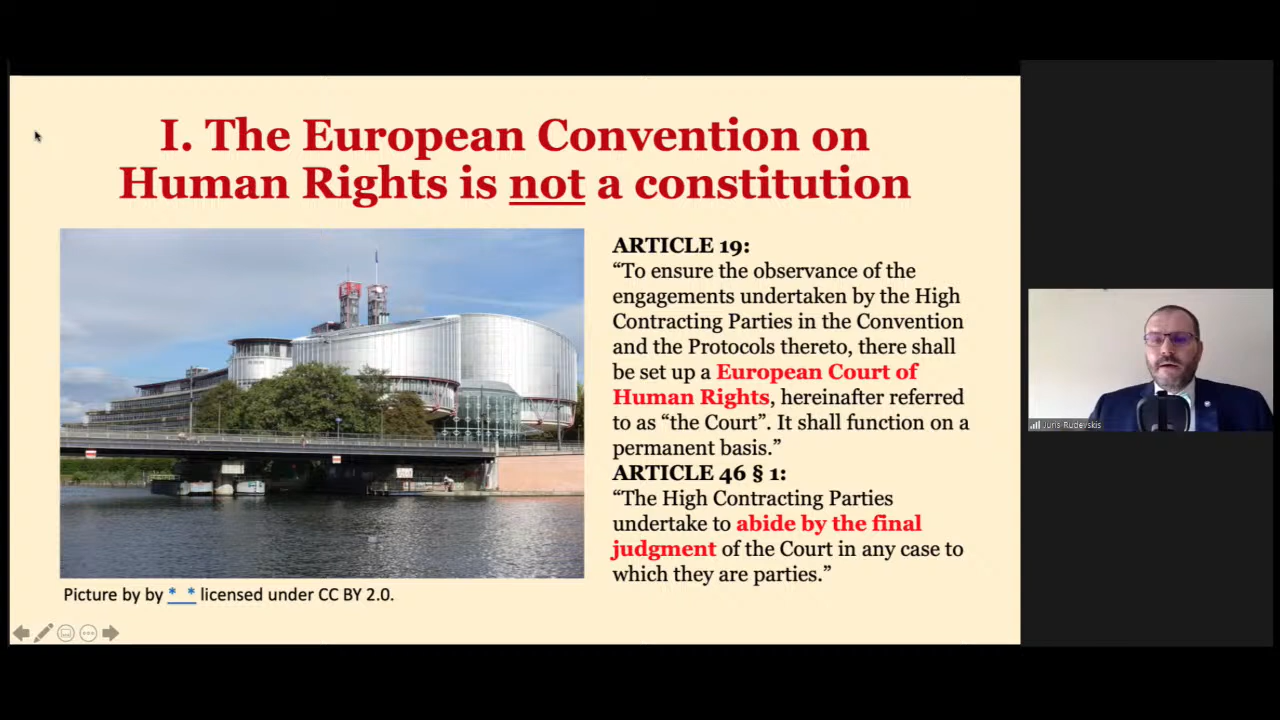 I. The European Convention on
Human Rights is not a constitution
ARTICLE 19:
“To ensure the observance of the
engagements undertaken by the High
Contracting Parties in the Convention
and the Protocols thereto, there shall
be set up a European Court of
Human Rights, hereinafter referred
to as “the Court”. It shall function on a
permanent basis.”
ARTICLE 46 § 1:
“The High Contracting Parties
undertake to abide by the final
judgment of the Court in any case to
which they are parties.”
Picture by by *_* licensed under CC BY 2.0.
Juris Rudevskis